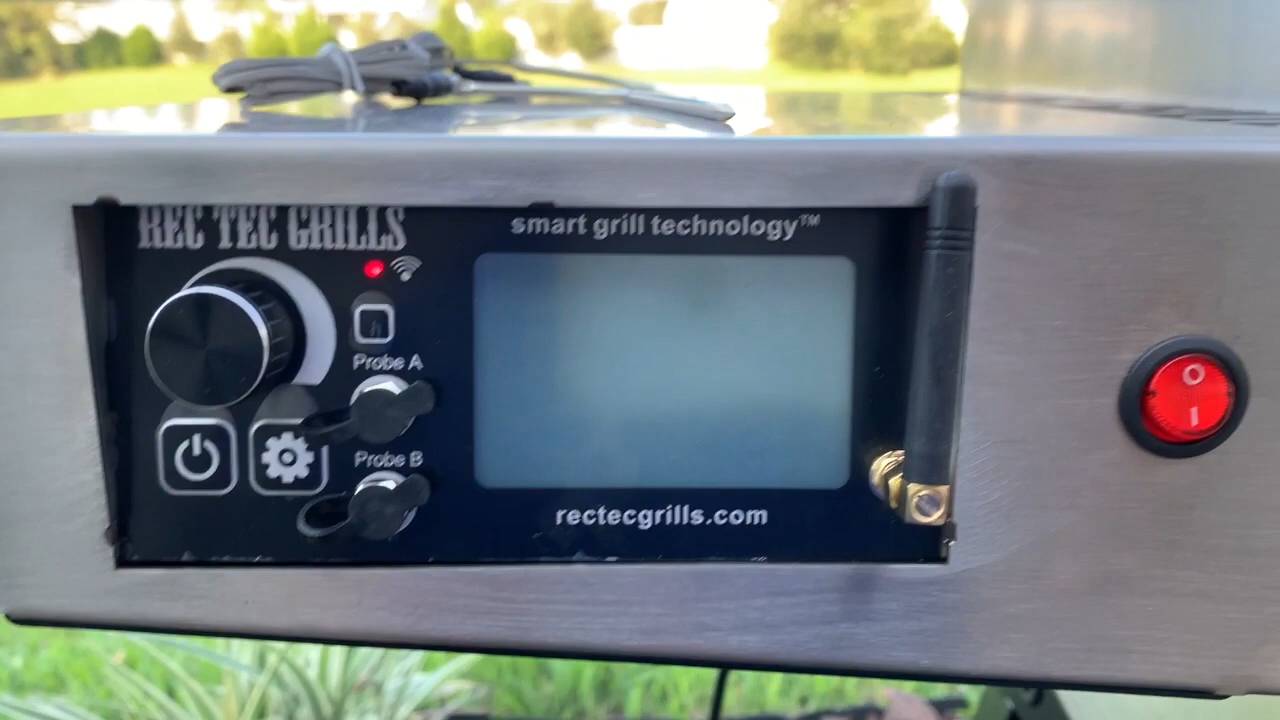 REC TEC GRILLS
smart grill technology™
Probe A
Probe B
rectecgrills.com
O
I